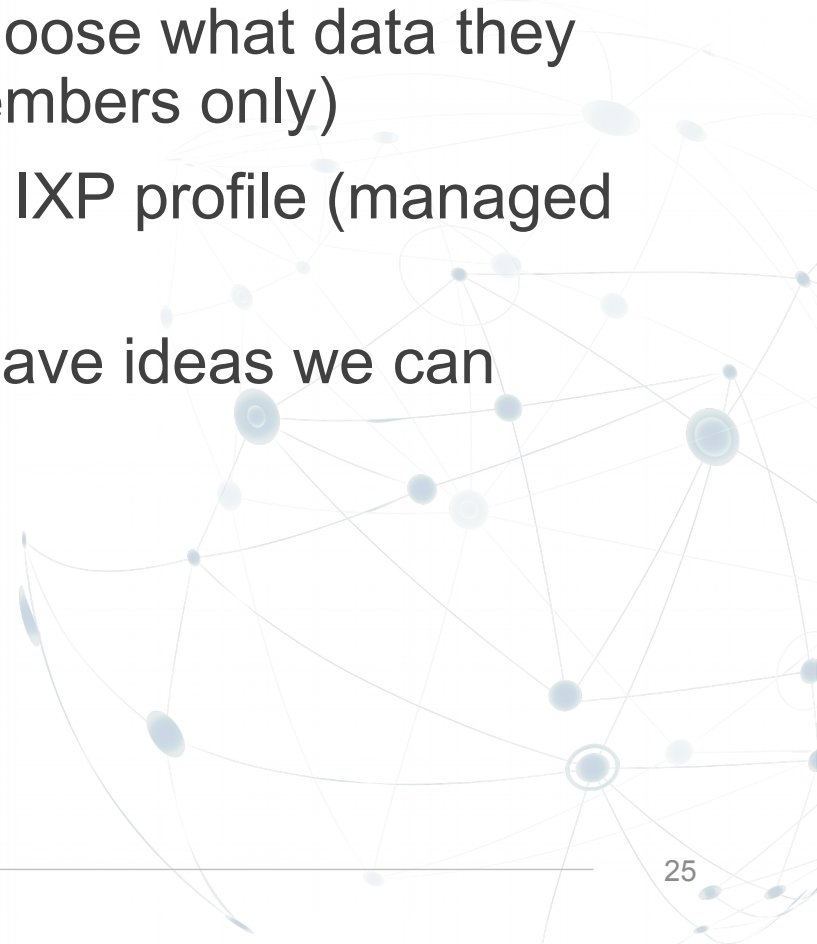 oose what data they
embers only)
IXP profile (managed
ave ideas we can
25